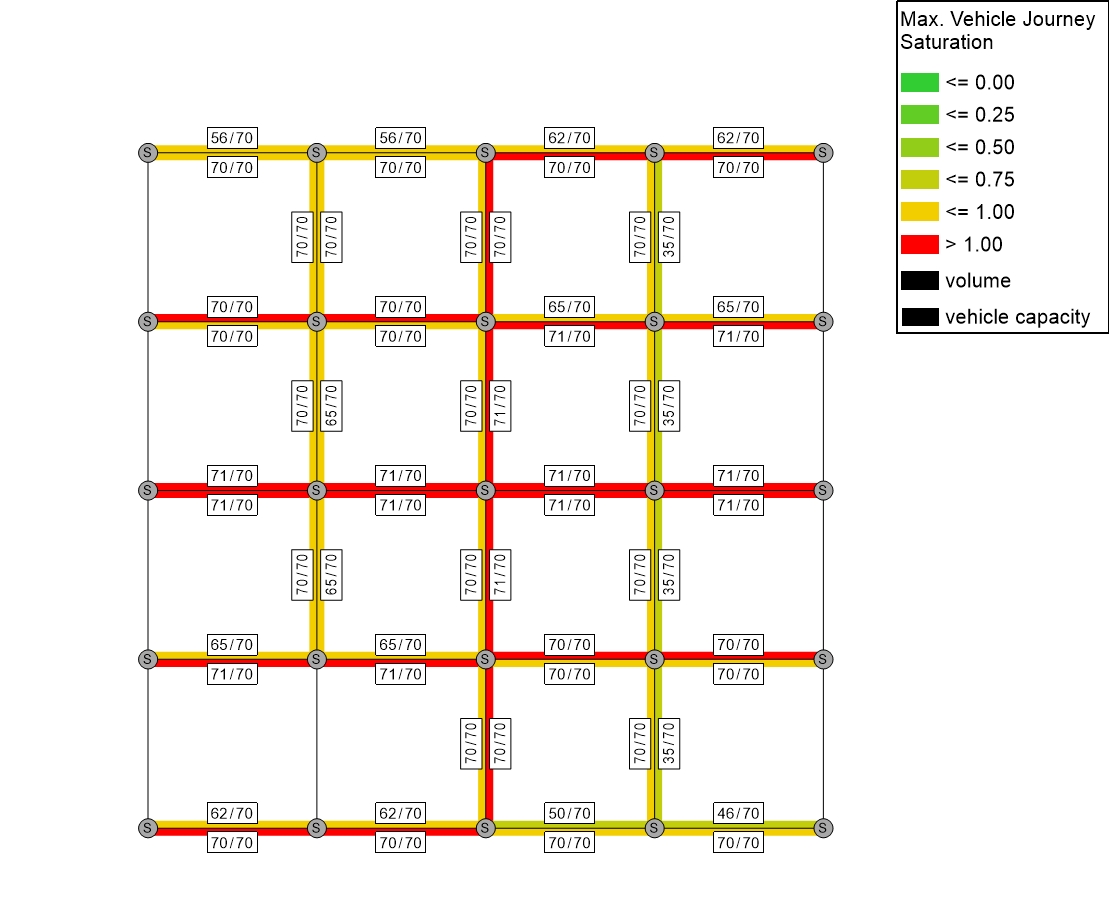 Max. Vehicle Journey
Saturation
<= 0.00
<= 0.25
<= 0.50
<= 0.75
<= 1.00
> 1.00
volume
vehicle capacity
56/70 56/70 62/70 62/70
S S S S S
70/70 70/70 70/70 70/70
70/70 70/70 70/70 70/70 70/70 35/70
70/70 70/70 65/70 65/70
S S S S S
70/70 70/70 71/70 71/70
70/70 65/70 70/70 71/70 70/70 35/70
71/70 71/70 71/70 71/70
S S S S S
71/70 71/70 71/70 71/70
70/70 65/70 70/70 71/70 70/70 35/70
65/70 65/70 70/70 70/70
S S S S S
71/70 71/70 70/70 70/70
70/70 70/70 70/70 35/70
62/70 62/70 50/70 46/70
S S S S S
70/70 70/70 70/70 70/70